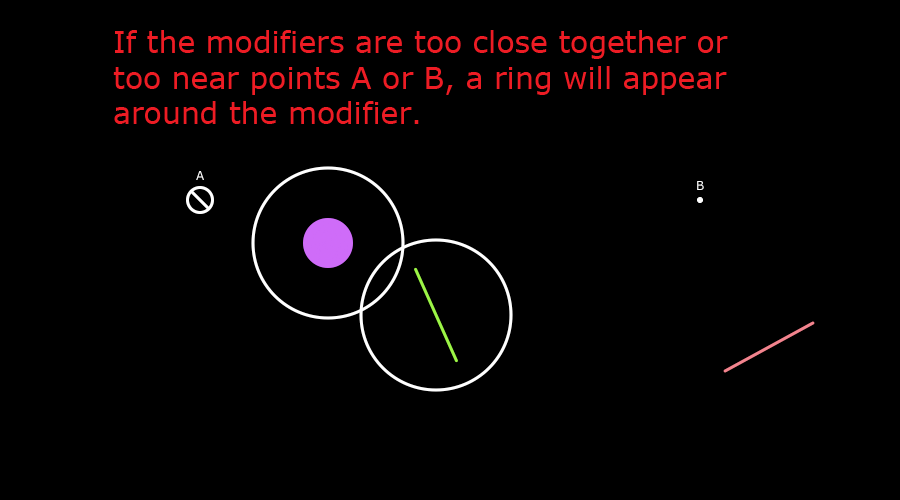 If the modifiers are too close together or
too near points A or B, a ring will appear
around the modifier.
A
B